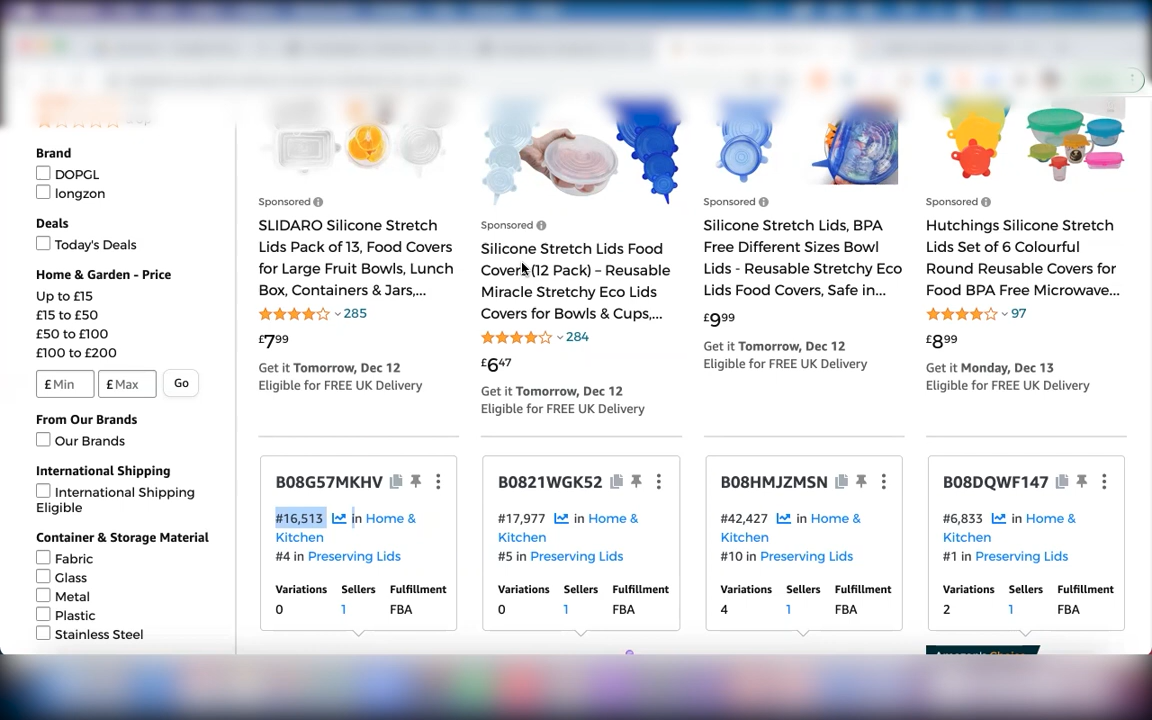 Brand
DOPGL
longzon
Deals
Today's Deals
Home & Garden - Price
Up to £15
£15 to £50
£50 to £100
£100 to £200
£ Min
£ Max
Go
From Our Brands
Our Brands
International Shipping
International Shipping
Eligible
Container & Storage Material
Fabric
Glass
Metal
Plastic
Stainless Steel
Sponsored
SLIDARO Silicone Stretch
Lids Pack of 13, Food Covers
for Large Fruit Bowls, Lunch
Box, Containers & Jars,...
285
£7 99
Get it Tomorrow, Dec 12
Eligible for FREE UK Delivery
Sponsored
Silicone Stretch Lids Food
Covers (12 Pack) – Reusable
Miracle Stretchy Eco Lids
Covers for Bowls & Cups,...
284
£6 47
Get it Tomorrow, Dec 12
Eligible for FREE UK Delivery
Sponsored
Silicone Stretch Lids, BPA
Free Different Sizes Bowl
Lids - Reusable Stretchy Eco
Lids Food Covers, Safe in...
£9 99
Get it Tomorrow, Dec 12
Eligible for FREE UK Delivery
Sponsored
Hutchings Silicone Stretch
Lids Set of 6 Colourful
Round Reusable Covers for
Food BPA Free Microwave...
97
£8 99
Get it Monday, Dec 13
Eligible for FREE UK Delivery
B08G57MKHV
#16,513 in Home &
Kitchen
#4 in Preserving Lids
Variations Sellers Fulfillment
0 1 FBA
B0821WGK52
#17,977 in Home &
Kitchen
#5 in Preserving Lids
Variations Sellers Fulfillment
0 1 FBA
B08HMJZMSN
#42,427 in Home &
Kitchen
#10 in Preserving Lids
Variations Sellers Fulfillment
4 1 FBA
B08DQWF147
#6,833 in Home &
Kitchen
#1 in Preserving Lids
Variations Sellers Fulfillment
2 1 FBA